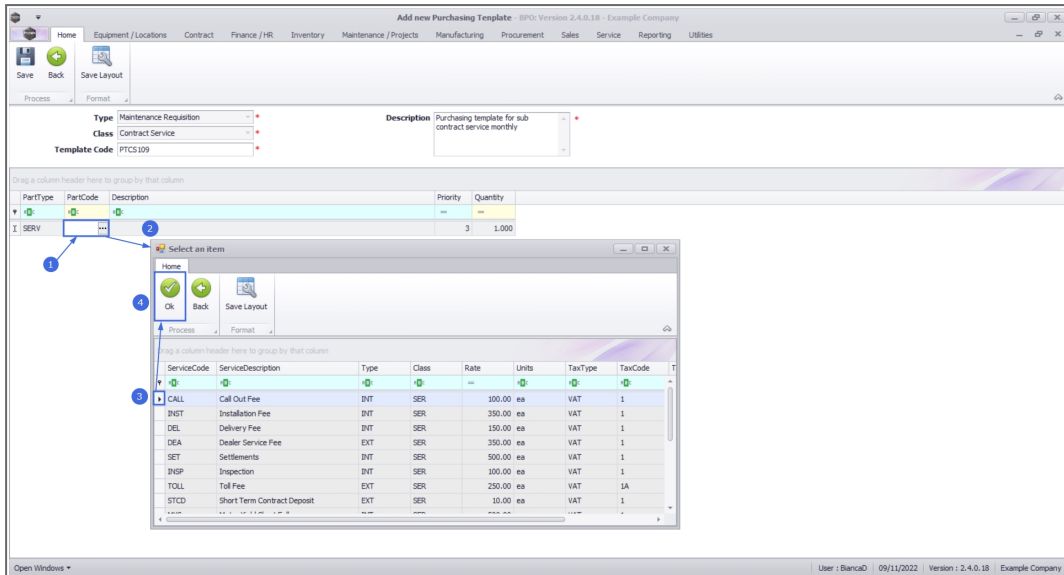 Add new Purchasing Template - BPO: Version 2.4.0.18 - Example Company
Home Equipment / Locations Contract Finance / HR Inventory Maintenance / Projects Manufacturing Procurement Sales Service Reporting Utilities
Save Back Save Layout
Process Format
Type Maintenance Requisition * Description Purchasing template for sub *
contract service monthly
Class Contract Service *
Template Code PTCS109 *
Drag a column header here to group by that column
PartType PartCode Description Priority Quantity
= =
SERV ... 2 3 1.000
1
Select an item
Home
4
Ok Back Save Layout
Process Format
Drag a column header here to group by that column
ServiceCode ServiceDescription Type Class Rate Units TaxType TaxCode T
=
3 CALL Call Out Fee INT SER 100.00 ea VAT 1
INST Installation Fee INT SER 350.00 ea VAT 1
DEL Delivery Fee INT SER 150.00 ea VAT 1
DEA Dealer Service Fee EXT SER 350.00 ea VAT 1
SET Settlements INT SER 500.00 ea VAT 1
INSP Inspection INT SER 100.00 ea VAT 1
TOLL Toll Fee EXT SER 250.00 ea VAT 1A
STCD Short Term Contract Deposit EXT SER 10.00 ea VAT 1
Open Windows User : BiancaD 09/11/2022 Version : 2.4.0.18 Example Company